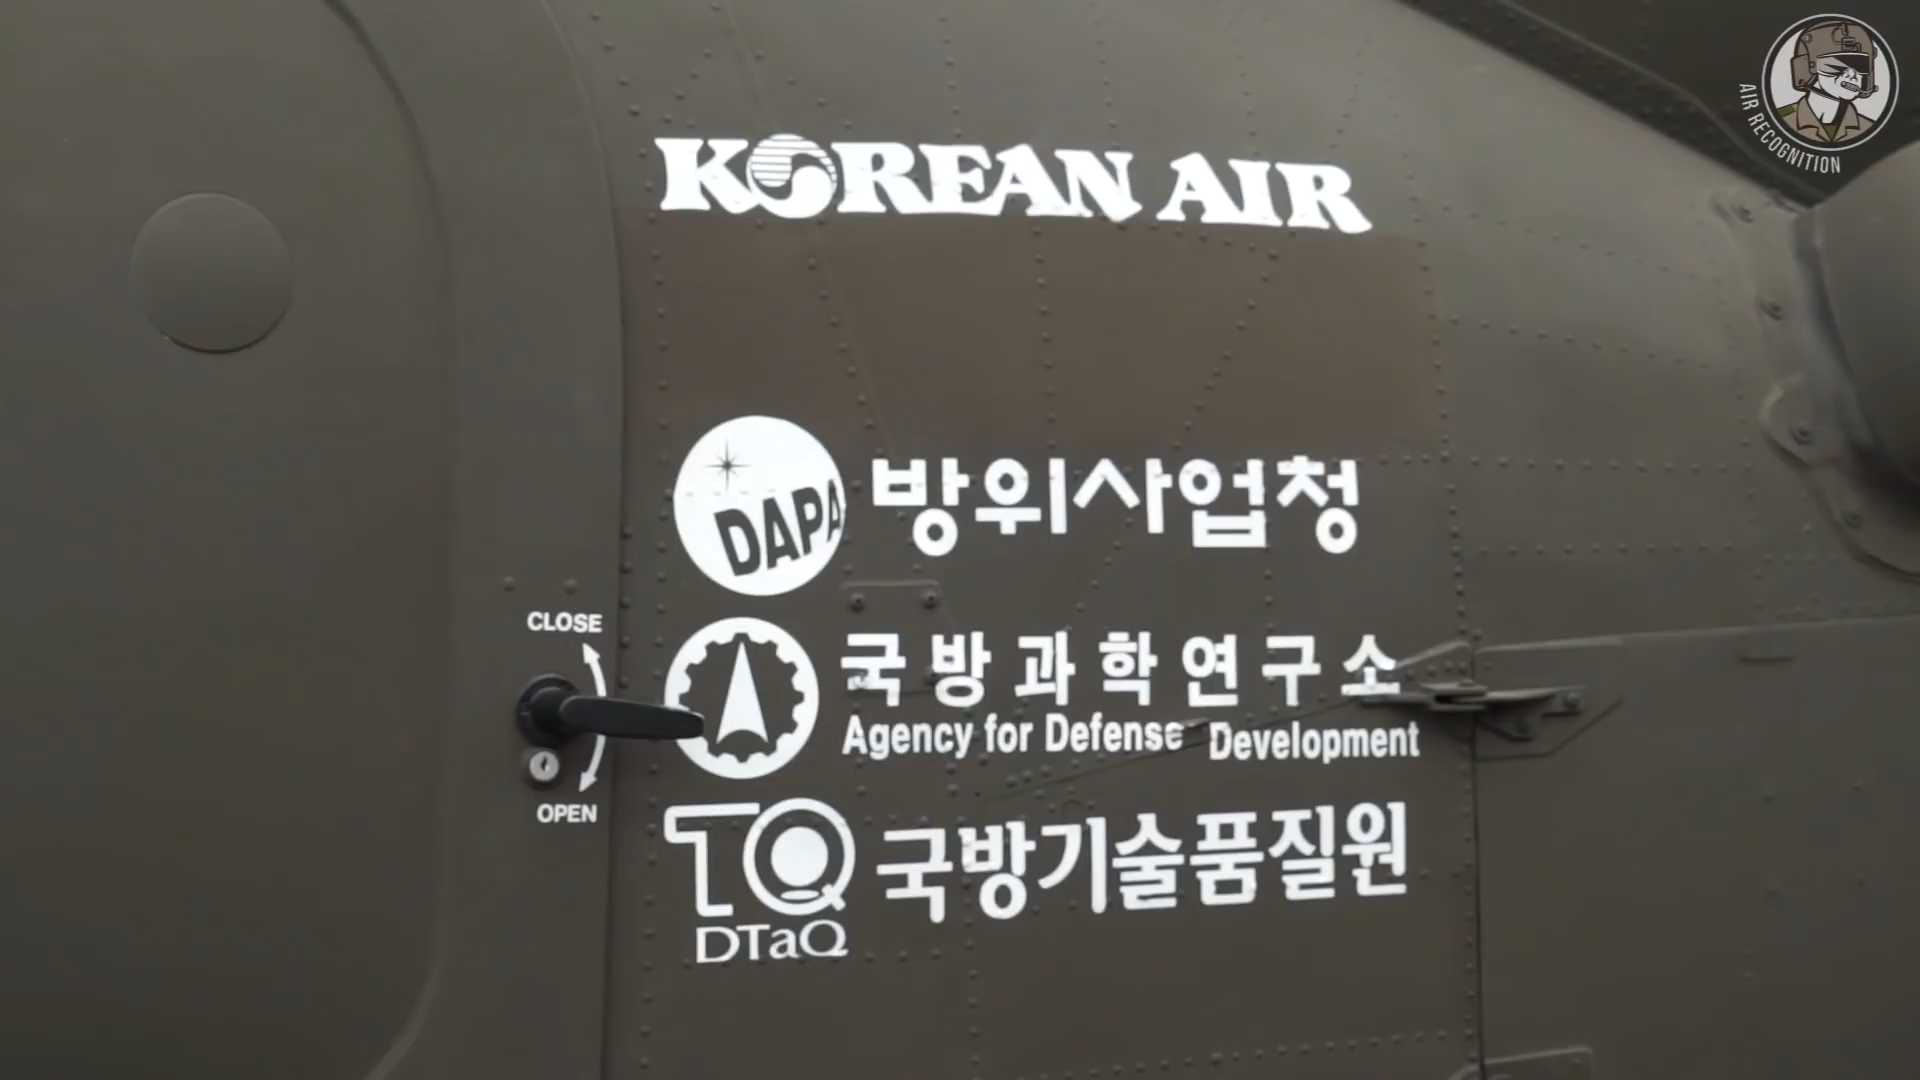 AIR RECOGNITION
KOREAN AIR
DAPA 방위사업청
국방과학연구소
Agency for Defense Development
DTaQ 국방기술품질원
CLOSE
OPEN